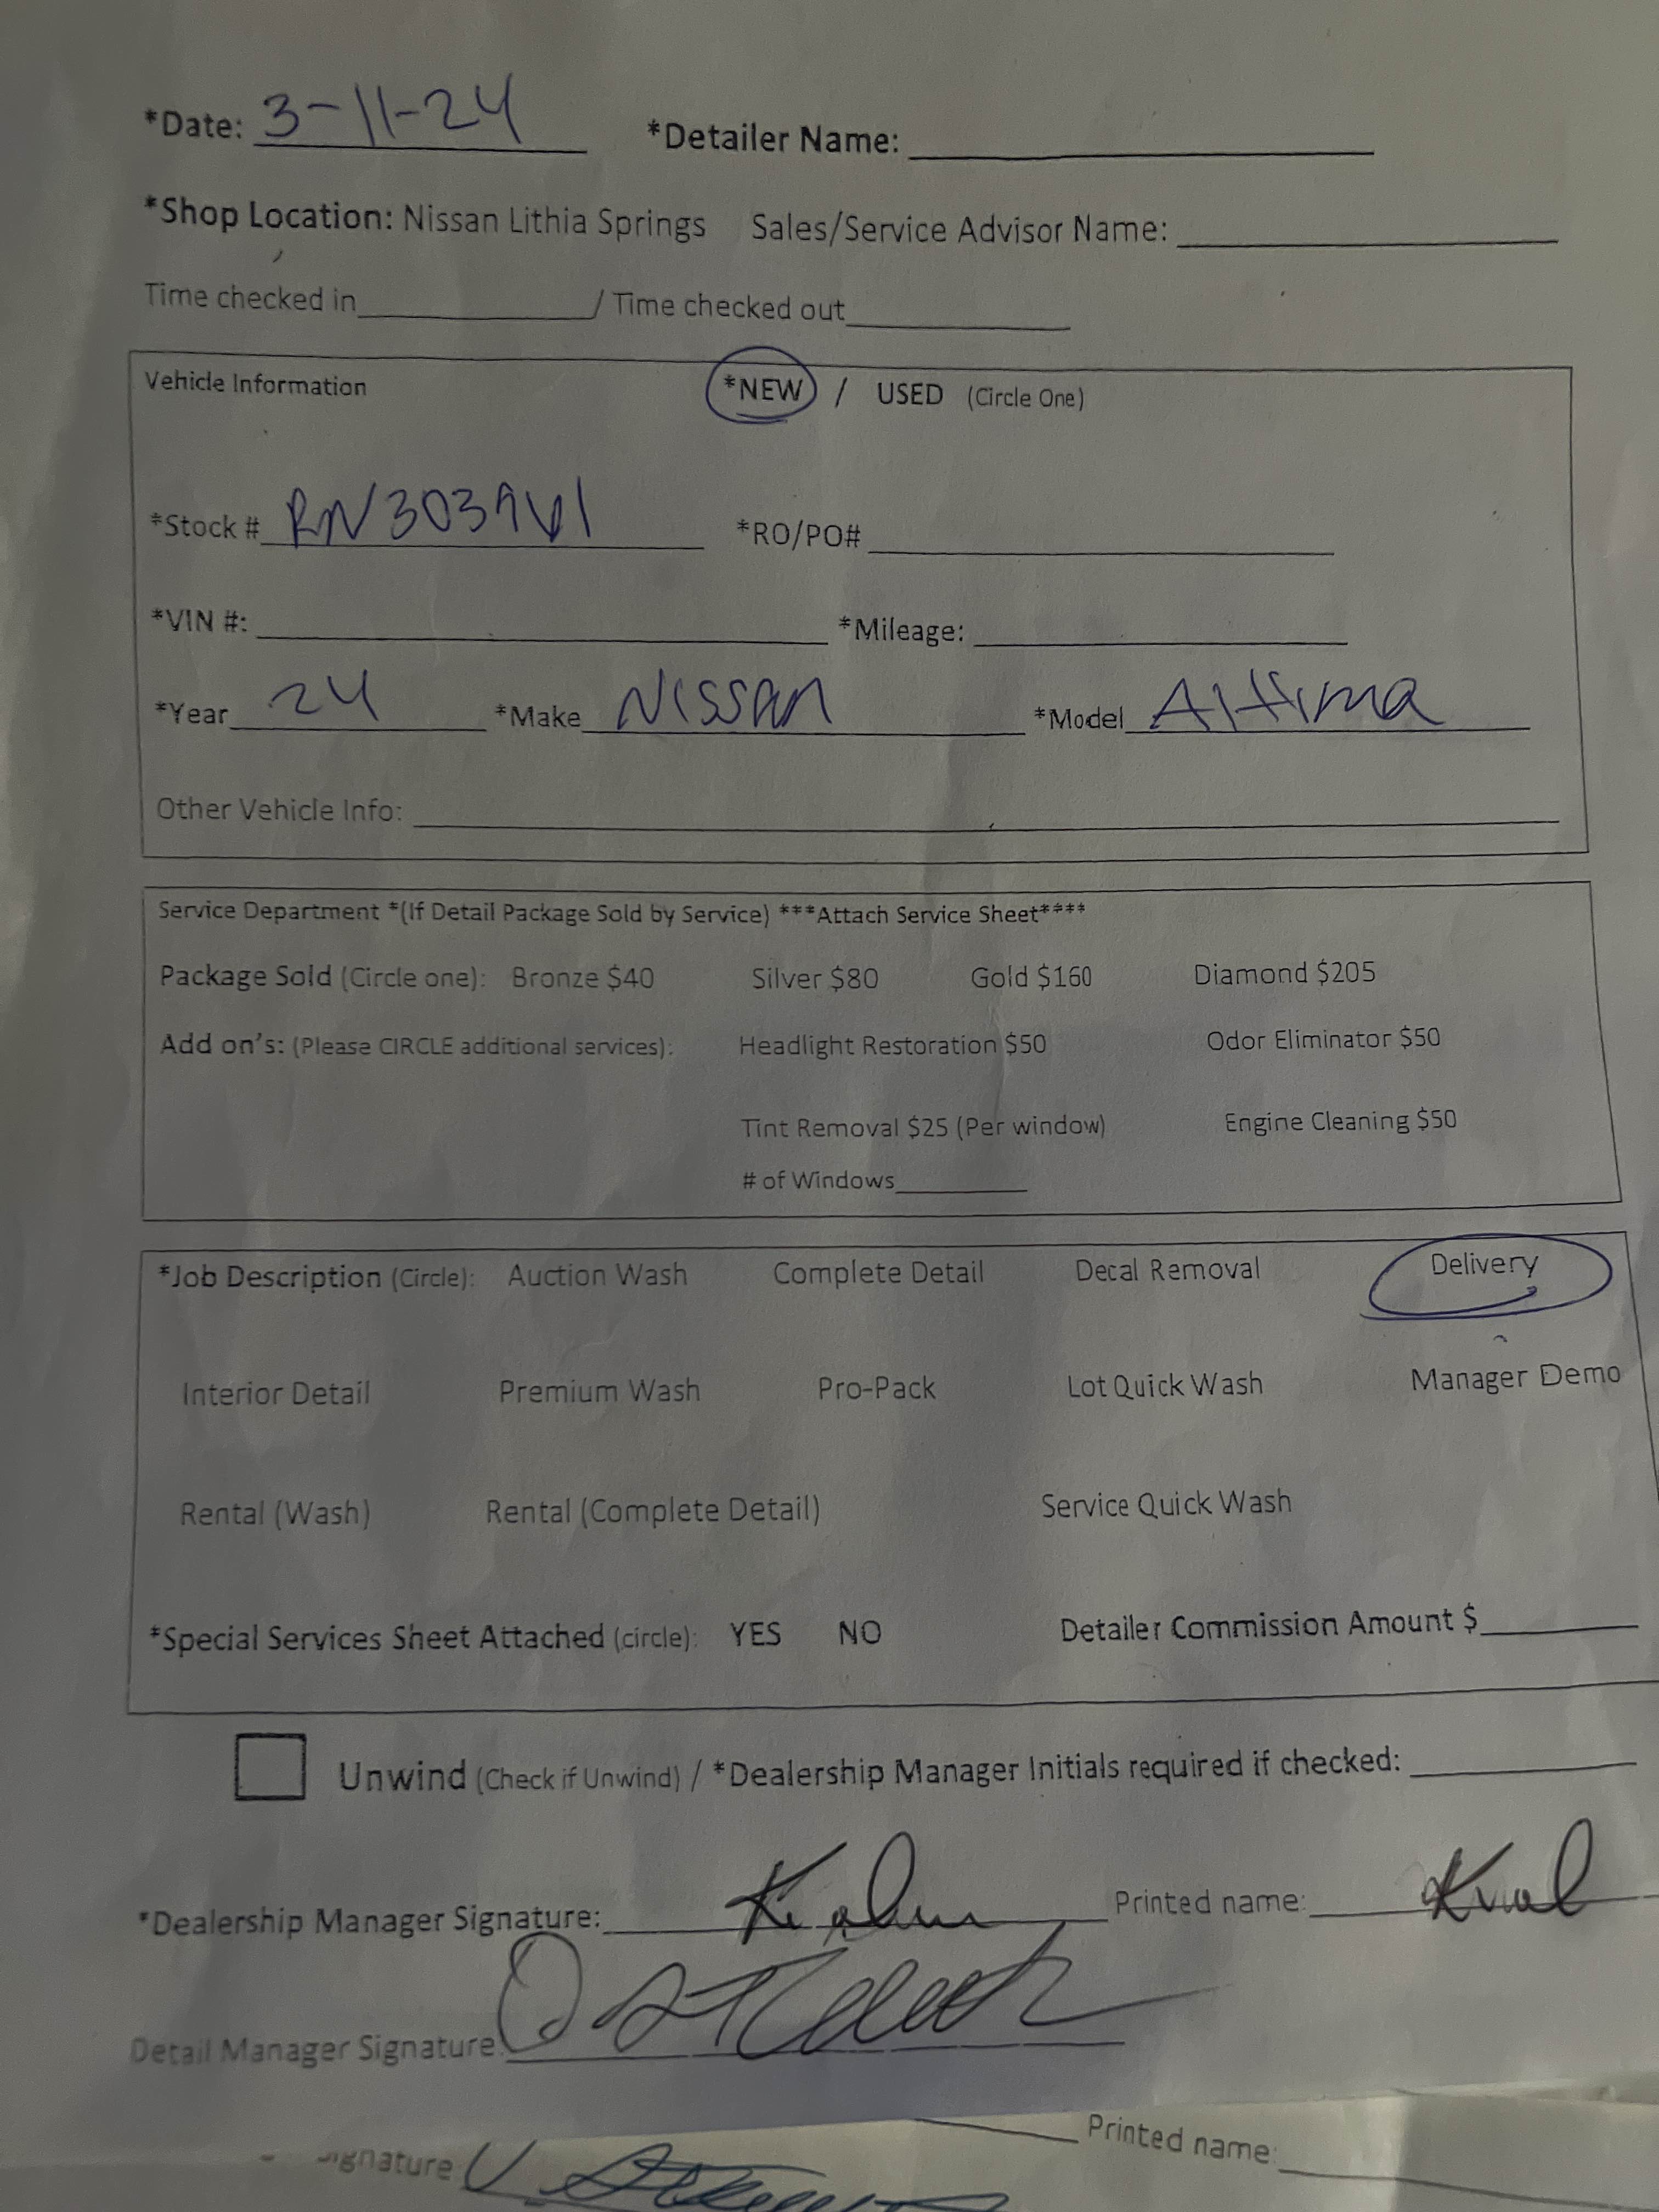 *Date: 3-11-24 *Detailer Name:
*Shop Location: Nissan Lithia Springs Sales/Service Advisor Name:
Time checked in / Time checked out
Vehicle Information *NEW / USED (Circle One)
*Stock # *RO/PO#
*VIN #: *Mileage:
*Year 24 *Make Nissan *Model Altima
Other Vehicle Info:
Service Department *(If Detail Package Sold by Service) ***Attach Service Sheet****
Package Sold (Circle one): Bronze $40 Silver $80 Gold $160 Diamond $205
Add on's: (Please CIRCLE additional services): Headlight Restoration $50 Odor Eliminator $50
Tint Removal $25 (Per window) Engine Cleaning $50
# of Windows
*Job Description (Circle): Auction Wash Complete Detail Decal Removal Delivery
Interior Detail Premium Wash Pro-Pack Lot Quick Wash Manager Demo
Rental (Wash) Rental (Complete Detail) Service Quick Wash
*Special Services Sheet Attached (circle): YES NO Detailer Commission Amount $
Unwind (Check if Unwind) / *Dealership Manager Initials required if checked:
*Dealership Manager Signature: Printed name:
Detail Manager Signature:
Signature Printed name: